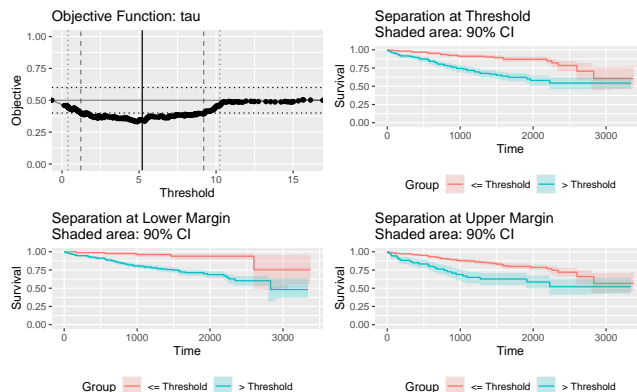 Objective Function: tau
1.00
0.75
0.50
0.25
0.00
Objective
0
5
10
15
Threshold
Separation at Threshold
Shaded area: 90% CI
1.00
0.75
0.50
0.25
0.00
Survival
0
1000
2000
3000
Time
Group <= Threshold > Threshold
Separation at Lower Margin
Shaded area: 90% CI
1.00
0.75
0.50
0.25
0.00
Survival
0
1000
2000
3000
Time
Group <= Threshold > Threshold
Separation at Upper Margin
Shaded area: 90% CI
1.00
0.75
0.50
0.25
0.00
Survival
0
1000
2000
3000
Time
Group <= Threshold > Threshold